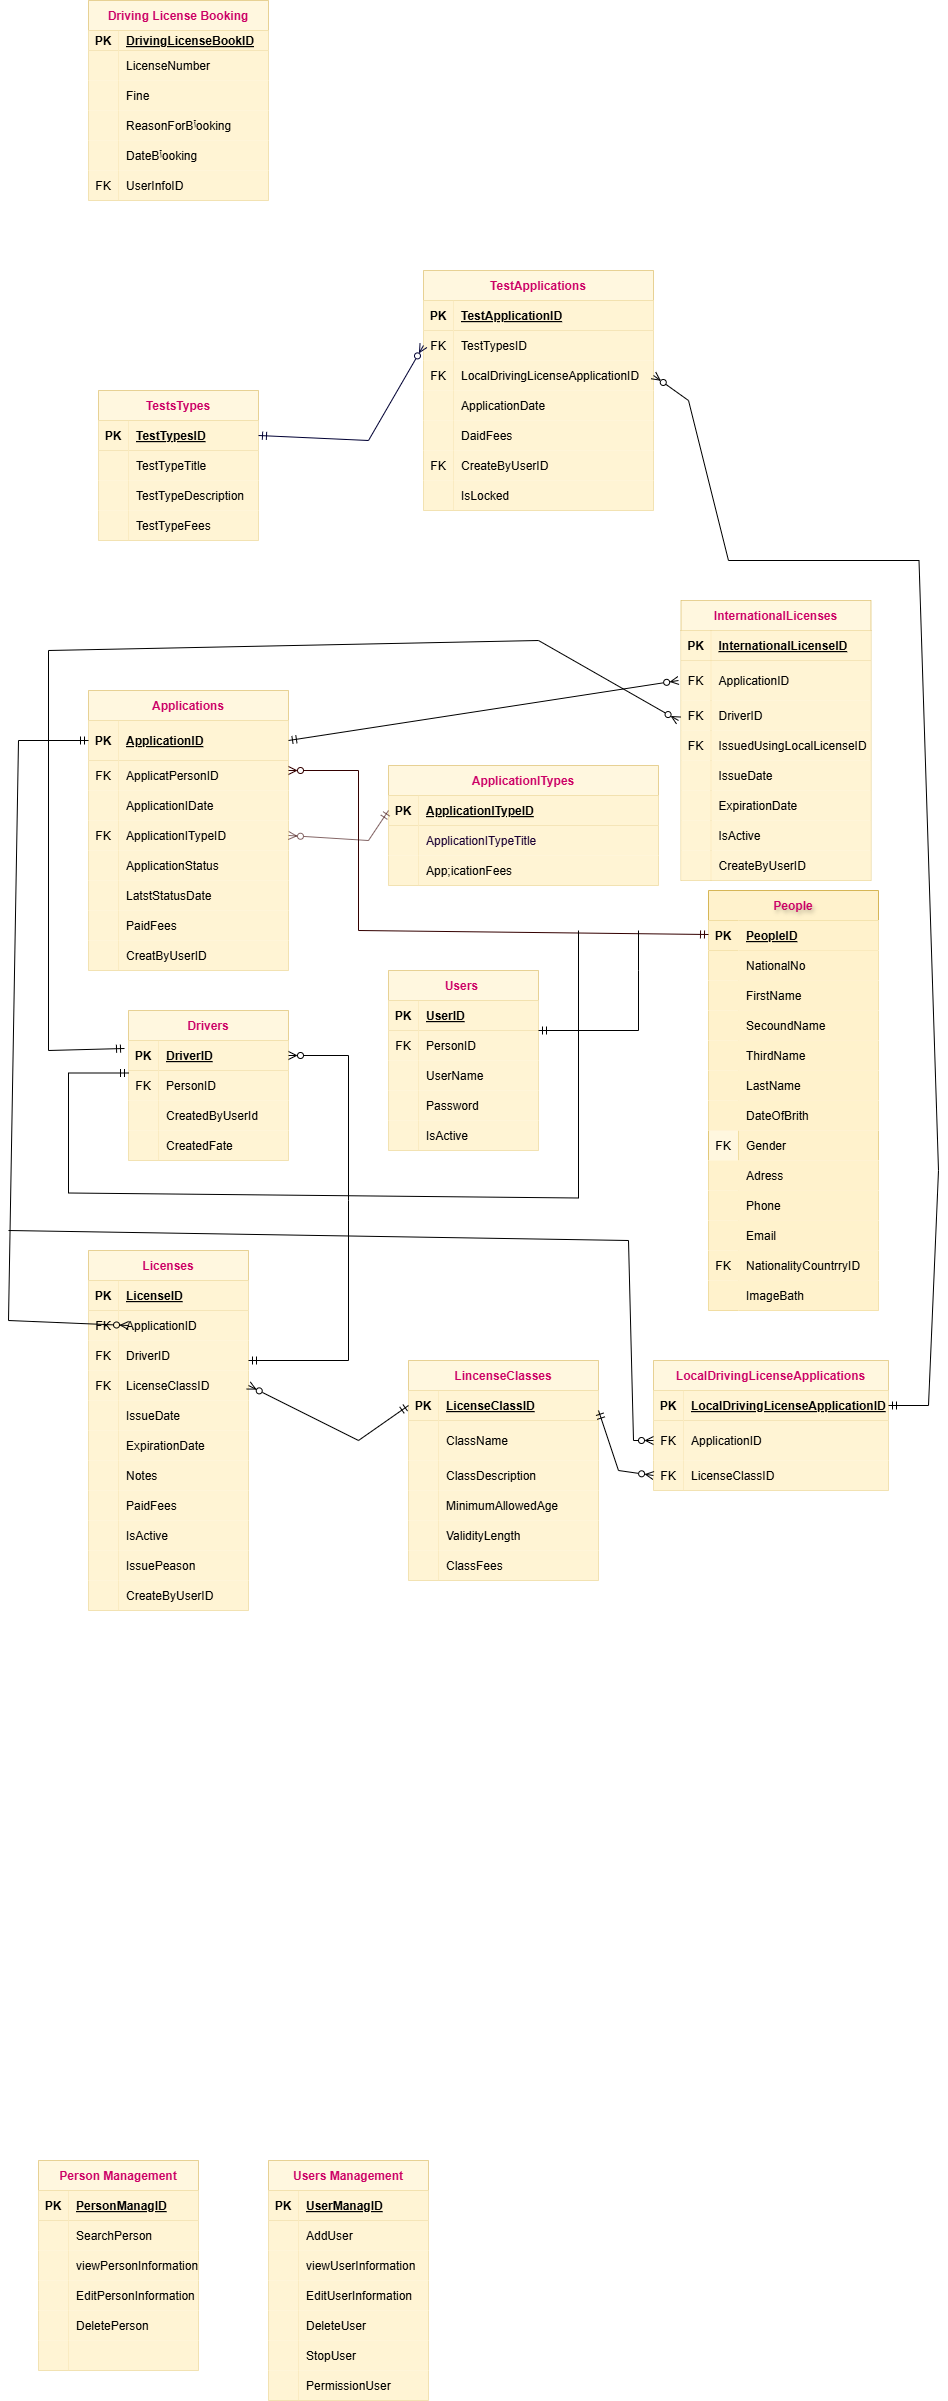 Driving License Booking
PK DrivingLicenseBookID
LicenseNumber
Fine
ReasonForBآooking
DateBآooking
FK UserInfoID
TestApplications
PK TestApplicationID
FK TestTypesID
FK LocalDrivingLicenseApplicationID
ApplicationDate
DaidFees
FK CreateByUserID
IsLocked
TestsTypes
PK TestTypesID
TestTypeTitle
TestTypeDescription
TestTypeFees
InternationalLicenses
PK InternationalLicenseID
FK ApplicationID
FK DriverID
FK IssuedUsingLocalLicenseID
IssueDate
ExpirationDate
IsActive
CreateByUserID
Applications
PK ApplicationID
FK ApplicatPersonID
ApplicationIDate
FK ApplicationITypeID
ApplicationStatus
LatstStatusDate
PaidFees
CreatByUserID
ApplicationITypes
PK ApplicationITypeID
ApplicationITypeTitle
App;icationFees
People
PK PeopleID
NationalNo
FirstName
SecoundName
ThirdName
LastName
DateOfBrith
FK Gender
Adress
Phone
Email
FK NationalityCountrryID
ImageBath
Users
PK UserID
FK PersonID
UserName
Password
IsActive
Drivers
PK DriverID
FK PersonID
CreatedByUserId
CreatedFate
Licenses
PK LicenseID
FK ApplicationID
FK DriverID
FK LicenseClassID
IssueDate
ExpirationDate
Notes
PaidFees
IsActive
IssuePeason
CreateByUserID
LincenseClasses
PK LicenseClassID
ClassName
ClassDescription
MinimumAllowedAge
ValidityLength
ClassFees
LocalDrivingLicenseApplications
PK LocalDrivingLicenseApplicationID
FK ApplicationID
FK LicenseClassID
Person Management
PK PersonManagID
SearchPerson
viewPersonInformation
EditPersonInformation
DeletePerson
Users Management
PK UserManagID
AddUser
viewUserInformation
EditUserInformation
DeleteUser
StopUser
PermissionUser